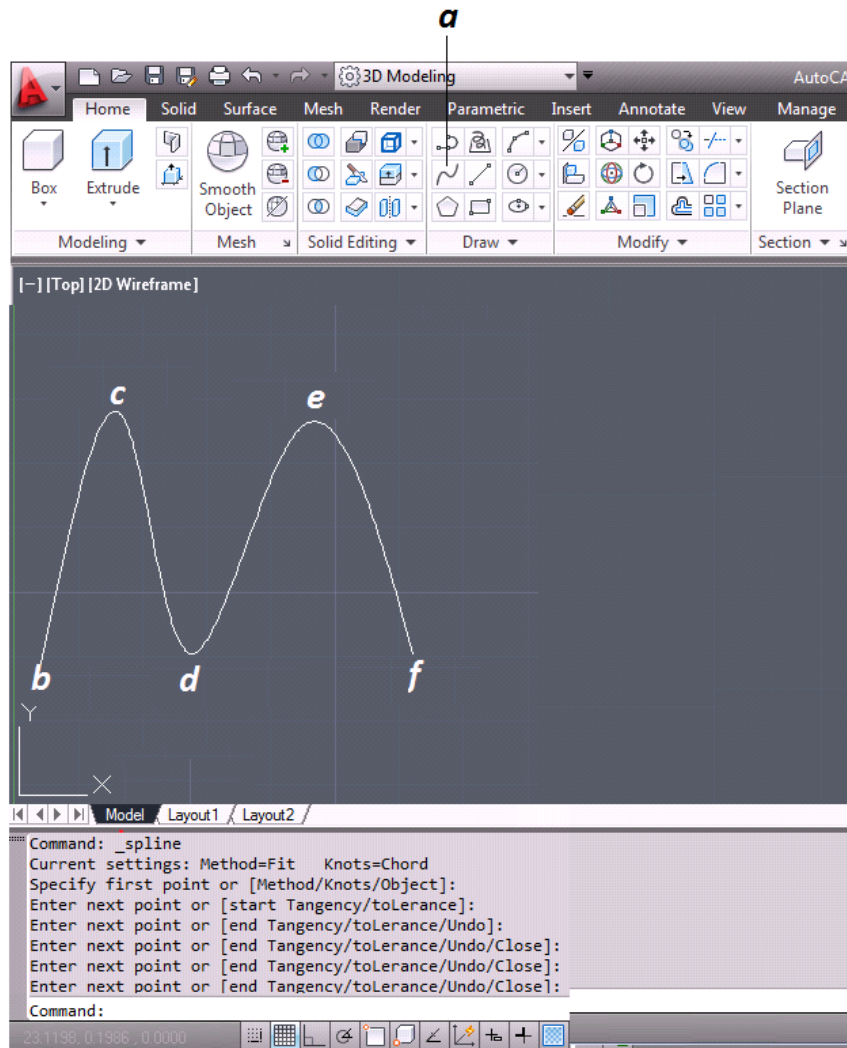 a
3D Modeling
AutoCA
Home Solid Surface Mesh Render Parametric Insert Annotate View Manage
Box Extrude Smooth Object Section Plane
Modeling Mesh Solid Editing Draw Modify Section
[−] [Top] [2D Wireframe]
c e
b d f
Y
X
Model Layout1 Layout2
Command: _spline
Current settings: Method=Fit Knots=Chord
Specify first point or [Method/Knots/Object]:
Enter next point or [start Tangency/toLerance]:
Enter next point or [end Tangency/toLerance/Undo]:
Enter next point or [end Tangency/toLerance/Undo/Close]:
Enter next point or [end Tangency/toLerance/Undo/Close]:
Enter next point or [end Tangency/toLerance/Undo/Close]:
Command:
23.1198, 0.1986 , 0.0000